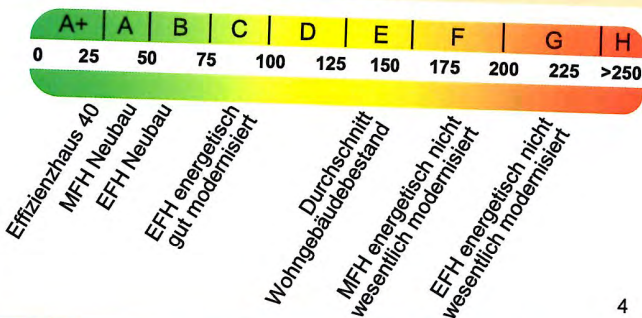 A+ A B C D E F G H
0 25 50 75 100 125 150 175 200 225 >250
Effizienzhaus 40
MFH Neubau
EFH Neubau
EFH energetisch
gut modernisiert
Durchschnitt
Wohngebäudebestand
MFH energetisch nicht
wesentlich modernisiert
EFH energetisch nicht
wesentlich modernisiert
4